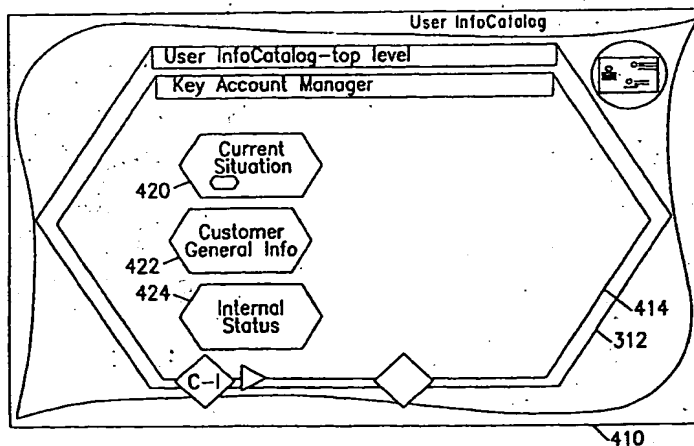 User InfoCatalog
User InfoCatalog-top level
Key Account Manager
Current
Situation
420
Customer
General Info
422
424
Internal
Status
414
312
C-I
410